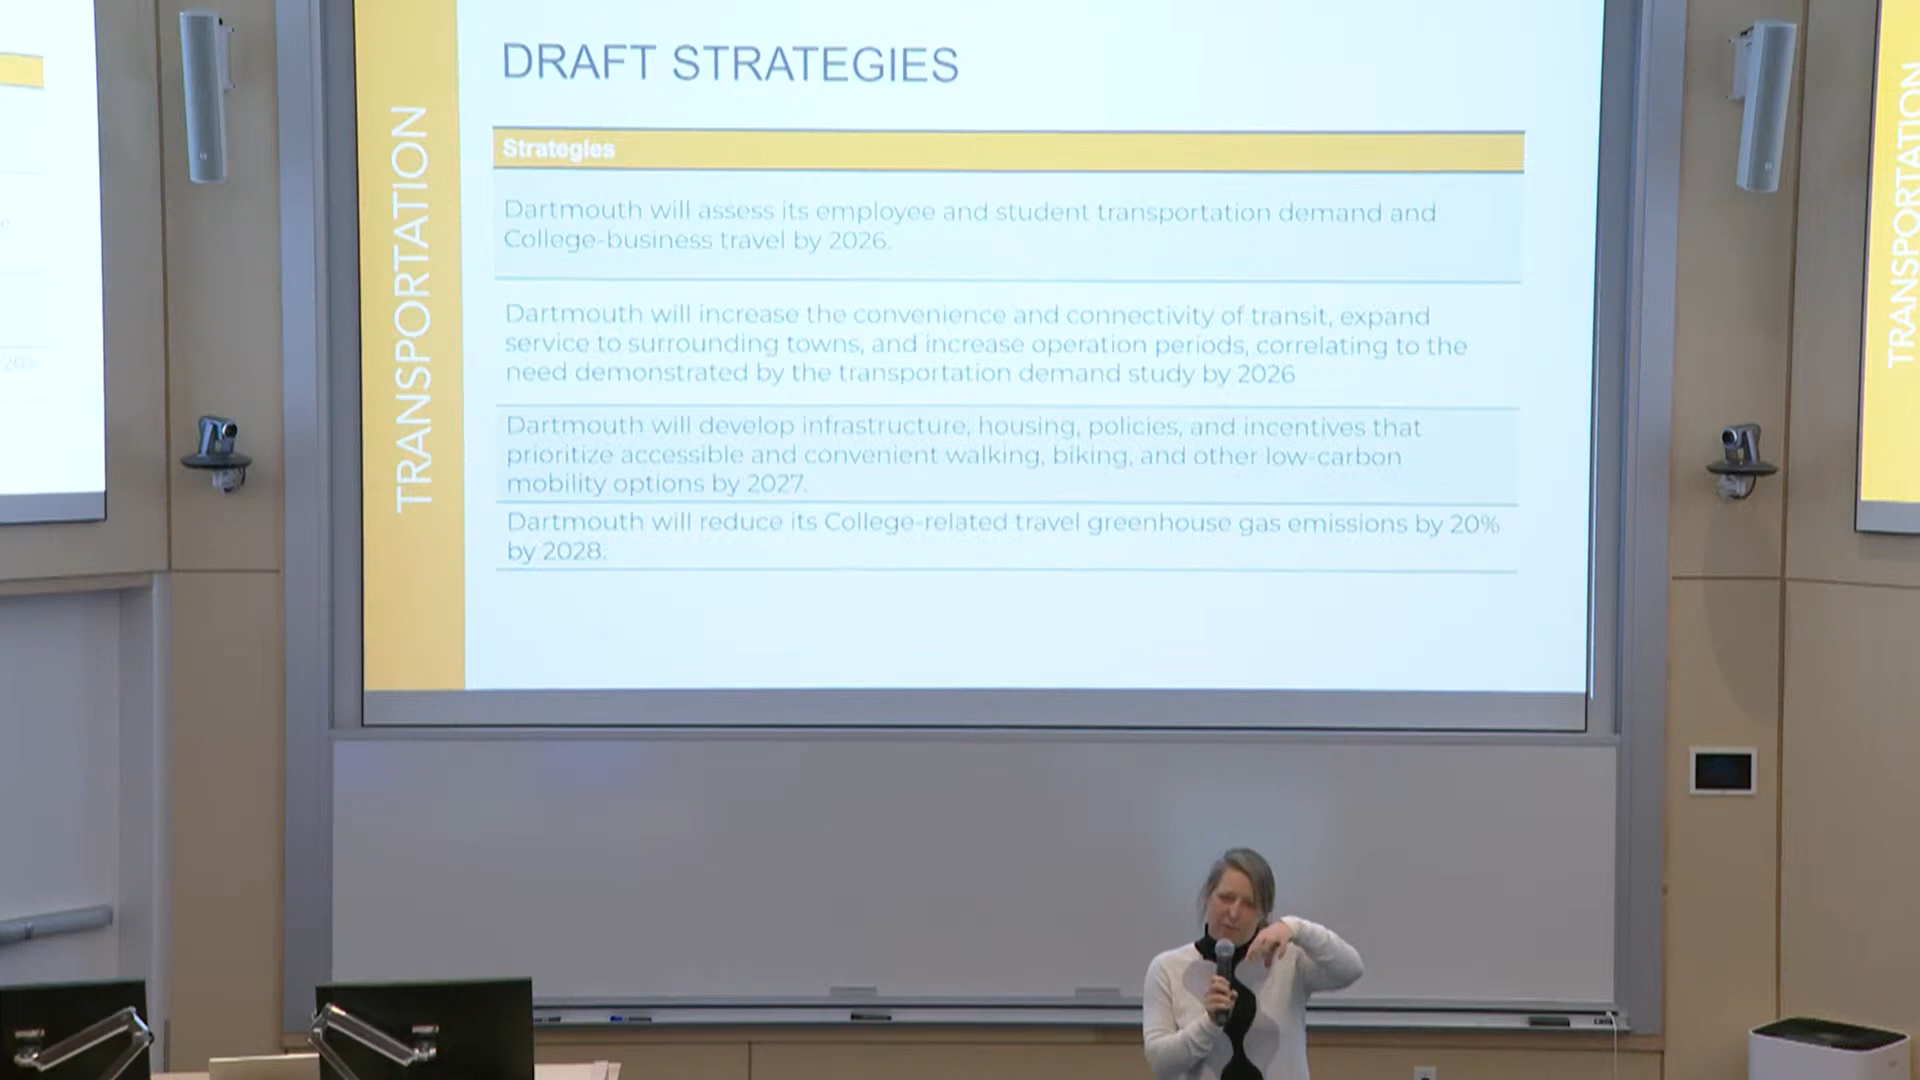 DRAFT STRATEGIES
TRANSPORTATION
Strategies
Dartmouth will assess its employee and student transportation demand and
College-business travel by 2026.
Dartmouth will increase the convenience and connectivity of transit, expand
service to surrounding towns, and increase operation periods, correlating to the
need demonstrated by the transportation demand study by 2026
Dartmouth will develop infrastructure, housing, policies, and incentives that
prioritize accessible and convenient walking, biking, and other low-carbon
mobility options by 2027.
Dartmouth will reduce its College-related travel greenhouse gas emissions by 20%
by 2028.
20%
TRANSPORTATION